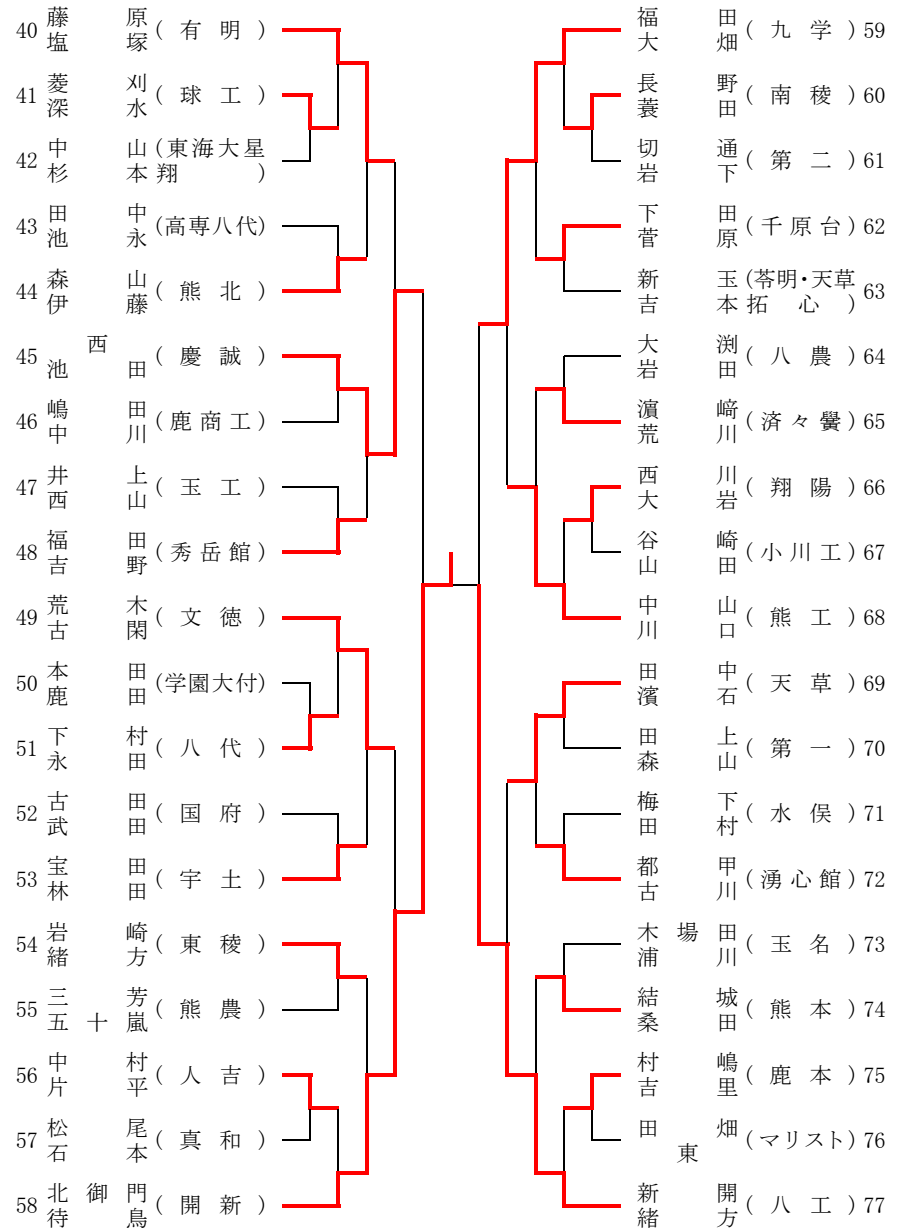 40 藤原 塩塚 (有明)
41 菱刈 深水 (球工)
42 中山 杉本 (東海大星翔)
43 田中 池永 (高専八代)
44 森山 伊藤 (熊北)
45 西 池田 (慶誠)
46 嶋田 中川 (鹿商工)
47 井上 西山 (玉工)
48 福田 吉野 (秀岳館)
49 荒木 古閑 (文徳)
50 本田 鹿田 (学園大付)
51 下村 永田 (八代)
52 古田 武田 (国府)
53 宝田 林田 (宇土)
54 岩崎 緒方 (東稜)
55 三芳 五十嵐 (熊農)
56 中村 片平 (人吉)
57 松尾 石本 (真和)
58 北御門 待鳥 (開新)
福田 大畑 (九学) 59
長野 蓑田 (南稜) 60
切通 岩下 (第二) 61
下田 菅原 (千原台) 62
新玉 吉本 (苓明・天草拓心) 63
大渕 岩田 (八農) 64
濵﨑 荒川 (済々黌) 65
西川 大岩 (翔陽) 66
谷崎 山田 (小川工) 67
中山 川口 (熊工) 68
田中 濱石 (天草) 69
田上 森山 (第一) 70
梅下 田村 (水俣) 71
都甲 古川 (湧心館) 72
木場田 浦川 (玉名) 73
結城 桑田 (熊本) 74
村嶋 吉里 (鹿本) 75
田畑 東 (マリスト) 76
新開 緒方 (八工) 77